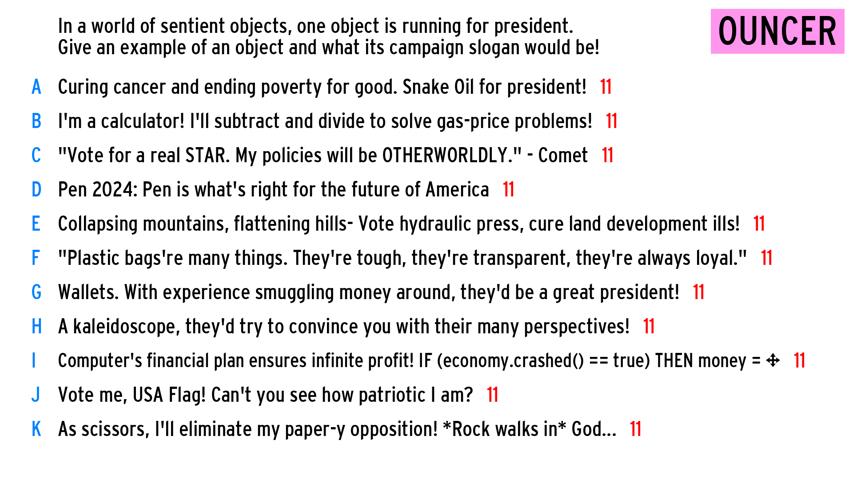 In a world of sentient objects, one object is running for president.
Give an example of an object and what its campaign slogan would be!
OUNCER
A Curing cancer and ending poverty for good. Snake Oil for president! 11
B I'm a calculator! I'll subtract and divide to solve gas-price problems! 11
C "Vote for a real STAR. My policies will be OTHERWORLDLY." - Comet 11
D Pen 2024: Pen is what's right for the future of America 11
E Collapsing mountains, flattening hills- Vote hydraulic press, cure land development ills! 11
F "Plastic bags're many things. They're tough, they're transparent, they're always loyal." 11
G Wallets. With experience smuggling money around, they'd be a great president! 11
H A kaleidoscope, they'd try to convince you with their many perspectives! 11
I Computer's financial plan ensures infinite profit! IF (economy.crashed() == true) THEN money = ✥ 11
J Vote me, USA Flag! Can't you see how patriotic I am? 11
K As scissors, I'll eliminate my paper-y opposition! *Rock walks in* God... 11